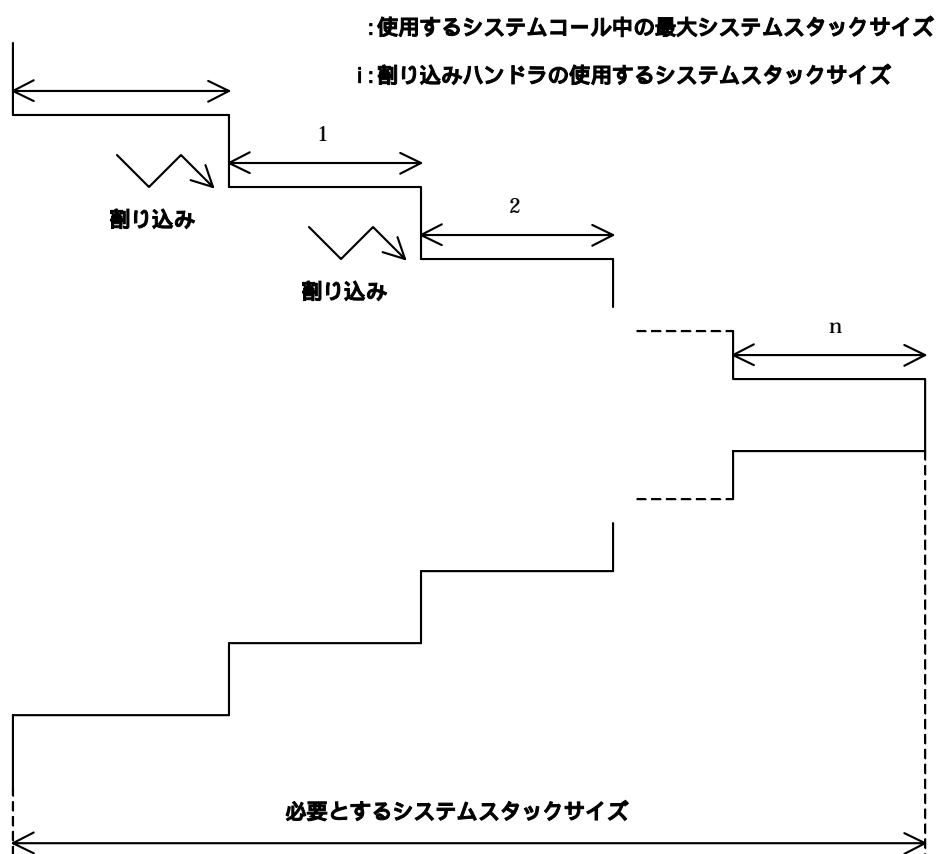 :使用するシステムコール中の最大システムスタックサイズ
i:割り込みハンドラの使用するシステムスタックサイズ
1
割り込み
2
割り込み
n
必要とするシステムスタックサイズ